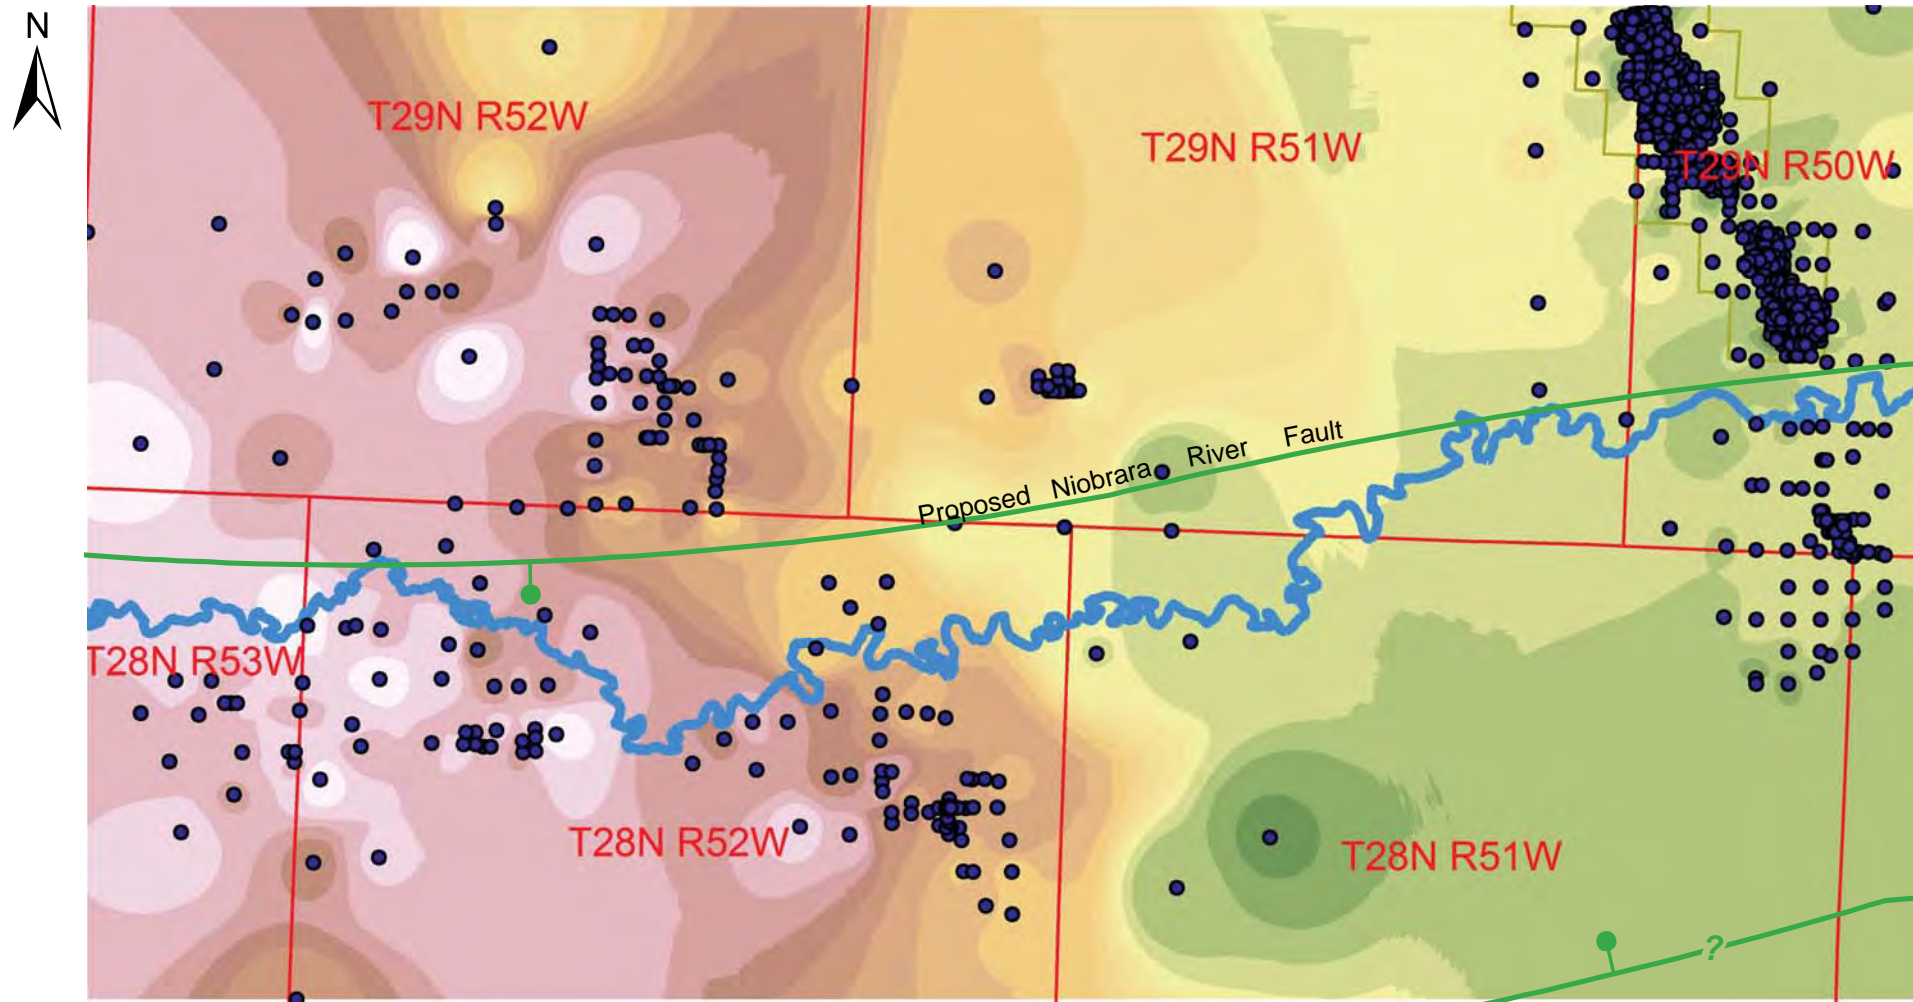 N
T29N R52W
T29N R51W
T29N R50W
Proposed Niobrara River Fault
T28N R53W
T28N R52W
T28N R51W
?